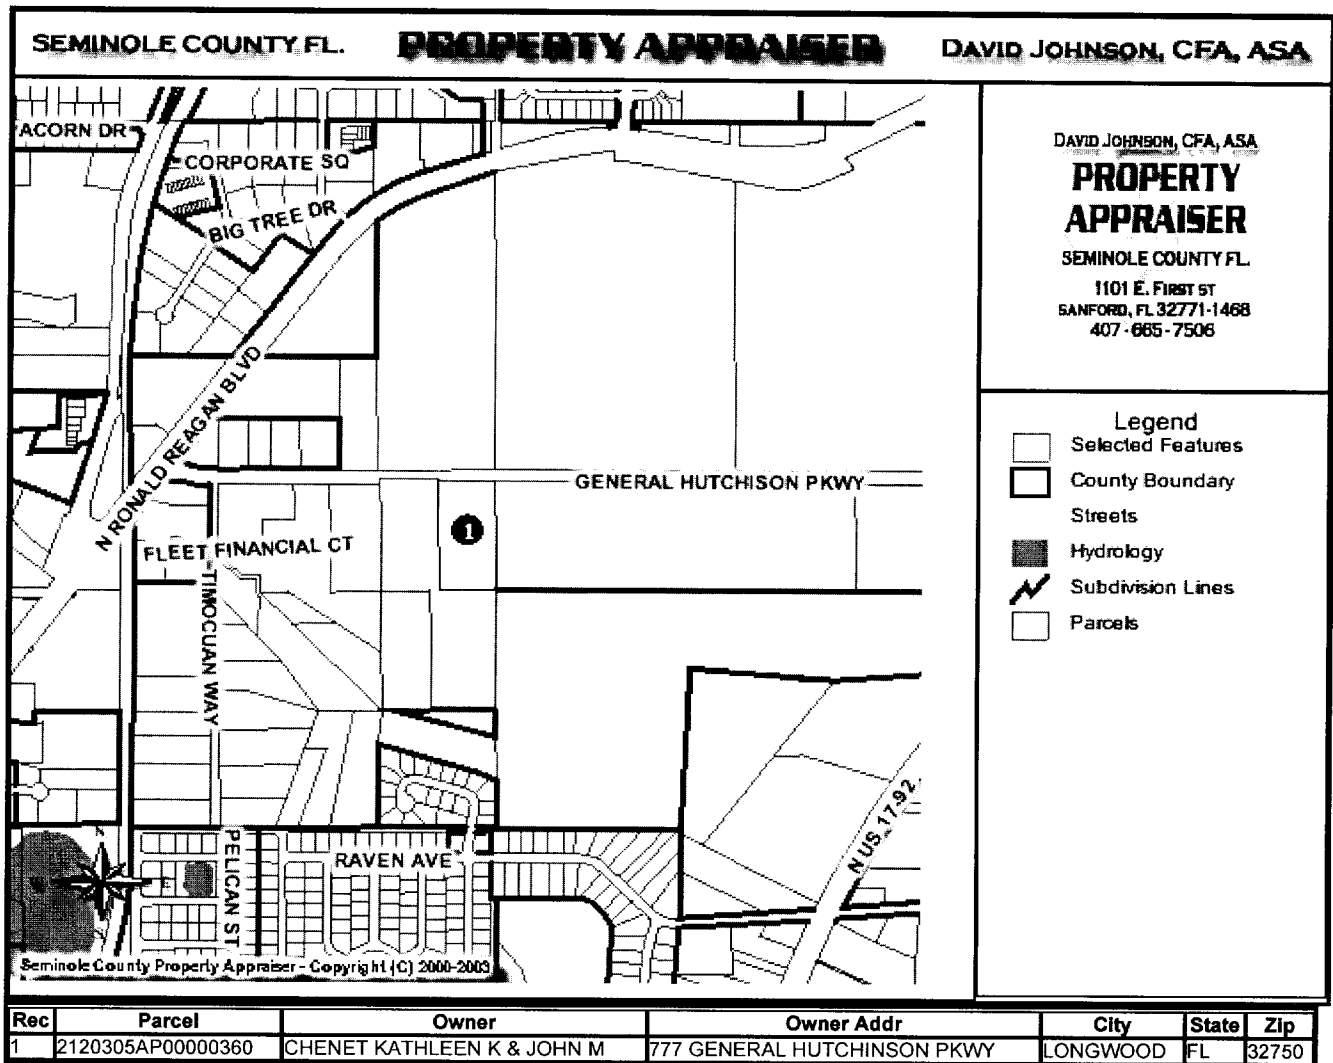 SEMINOLE COUNTY FL. PROPERTY APPRAISER DAVID JOHNSON, CFA, ASA
ACORN DR
CORPORATE SQ
BIG TREE DR
N RONALD REAGAN BLVD
GENERAL HUTCHISON PKWY
1
FLEET FINANCIAL CT
TIMOCUAN WAY
N US 17-92
PELICAN ST
RAVEN AVE
Seminole County Property Appraiser - Copyright (C) 2000-2003
DAVID JOHNSON, CFA, ASA
PROPERTY
APPRAISER
SEMINOLE COUNTY FL.
1101 E. FIRST ST
SANFORD, FL 32771-1468
407-665-7506
Legend
Selected Features
County Boundary
Streets
Hydrology
Subdivision Lines
Parcels
Rec Parcel Owner Owner Addr City State Zip
1 2120305AP00000360 CHENET KATHLEEN K & JOHN M 777 GENERAL HUTCHINSON PKWY LONGWOOD FL 32750